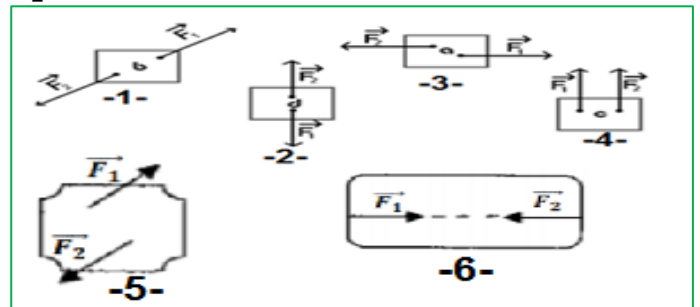 F₁
b
F₂
-1-
F₂
d
F₁
-2-
F₂ a F₁
-3-
F₁ F₂
c
-4-
F₁
F₂
-5-
F₁ F₂
-6-